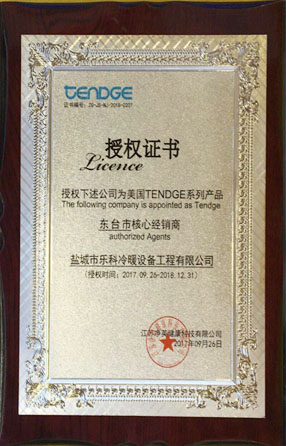 TENDGE
授权证书
Licence
授权下述公司为美国TENDGE系列产品
The following company is appointed as Tendge
东台市核心经销商
authorized Agents
盐城市乐科冷暖设备工程有限公司
(授权时间:2017.09.26-2018.12.31)
2017年09月26日